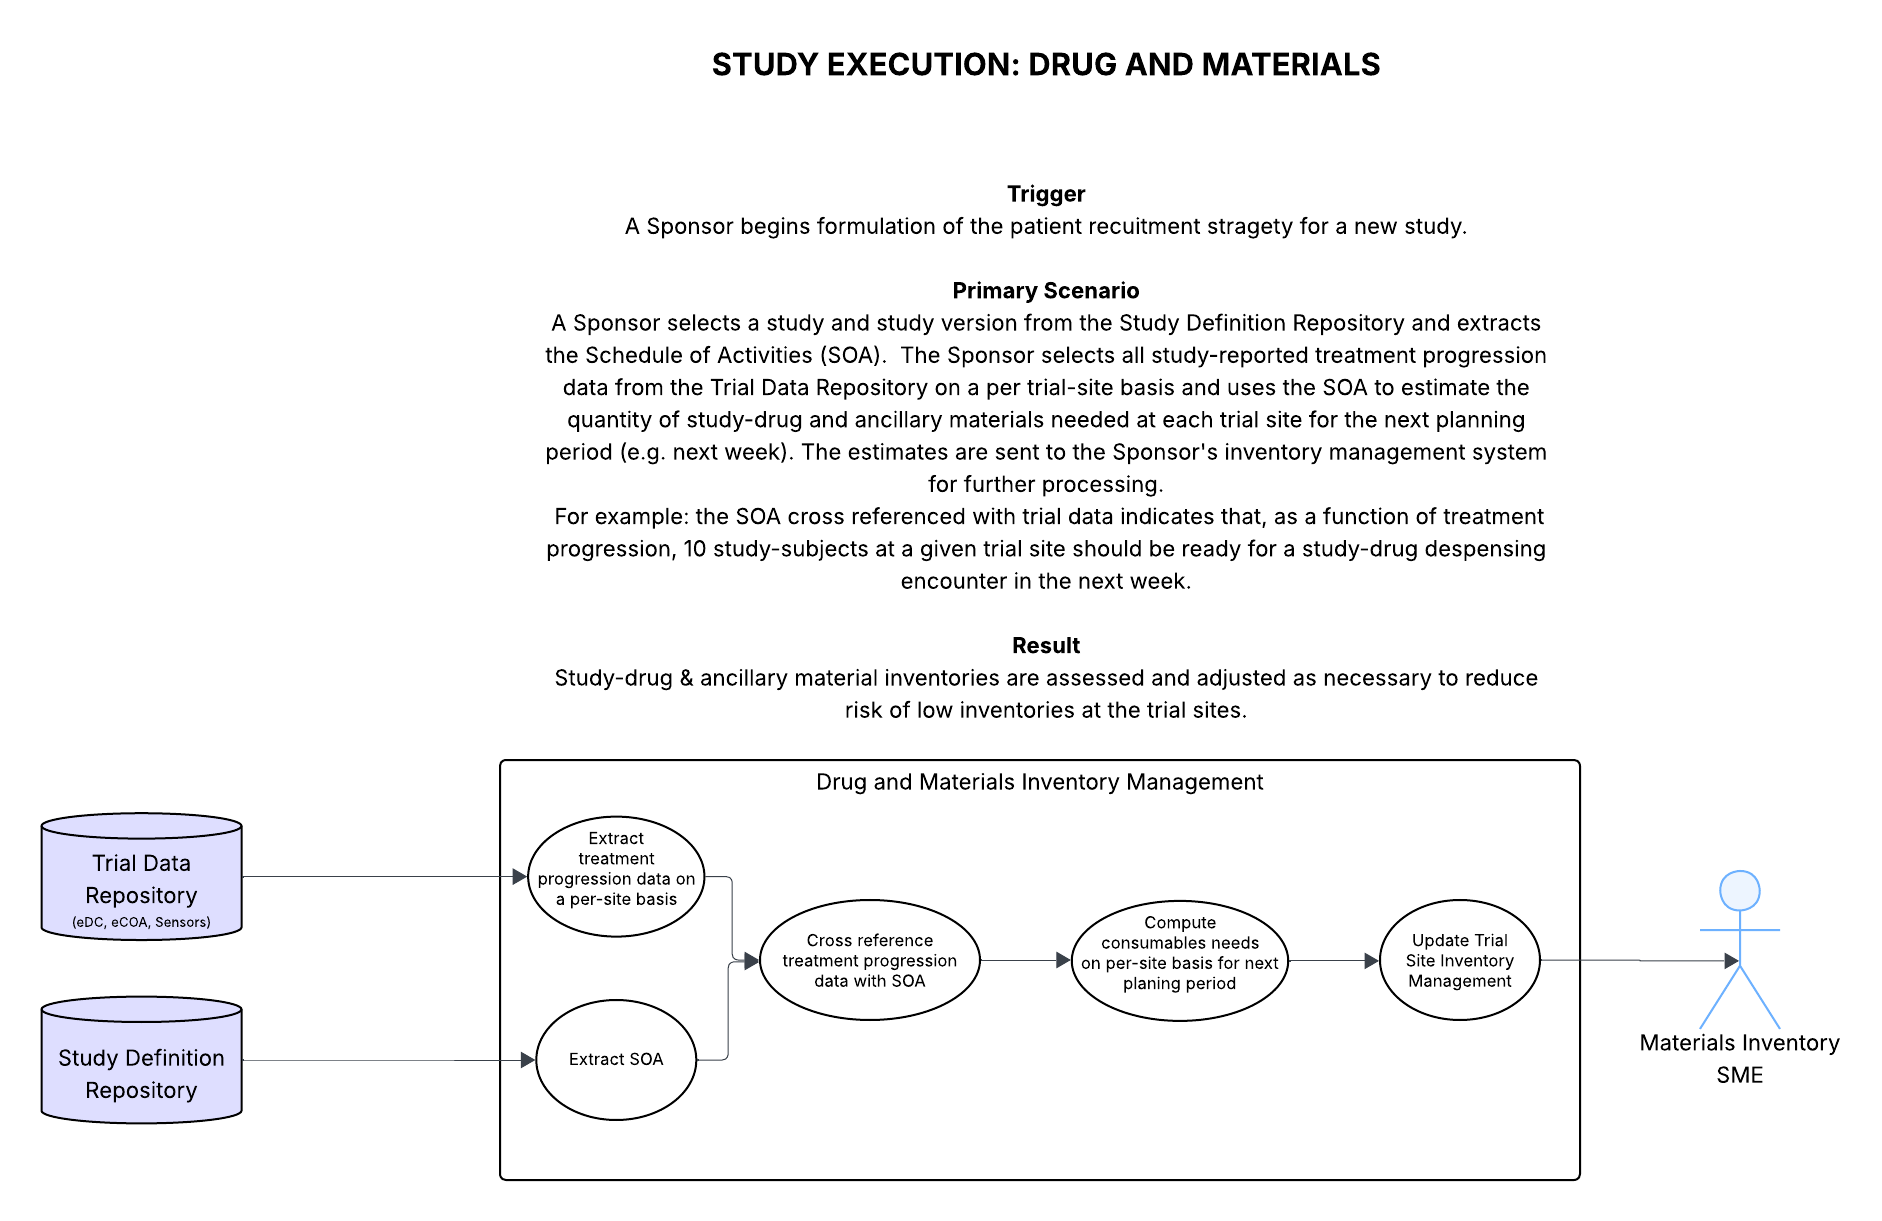 STUDY EXECUTION: DRUG AND MATERIALS
Trigger
A Sponsor begins formulation of the patient recuitment stragety for a new study.
Primary Scenario
A Sponsor selects a study and study version from the Study Definition Repository and extracts
the Schedule of Activities (SOA).  The Sponsor selects all study-reported treatment progression
data from the Trial Data Repository on a per trial-site basis and uses the SOA to estimate the
quantity of study-drug and ancillary materials needed at each trial site for the next planning
period (e.g. next week). The estimates are sent to the Sponsor's inventory management system
for further processing.
For example: the SOA cross referenced with trial data indicates that, as a function of treatment
progression, 10 study-subjects at a given trial site should be ready for a study-drug despensing
encounter in the next week.
Result
Study-drug & ancillary material inventories are assessed and adjusted as necessary to reduce
risk of low inventories at the trial sites.
Drug and Materials Inventory Management
Trial Data
Repository
(eDC, eCOA, Sensors)
Study Definition
Repository
Extract
treatment
progression data on
a per-site basis
Extract SOA
Cross reference
treatment progression
data with SOA
Compute
consumables needs
on per-site basis for next
planing period
Update Trial
Site Inventory
Management
Materials Inventory
SME